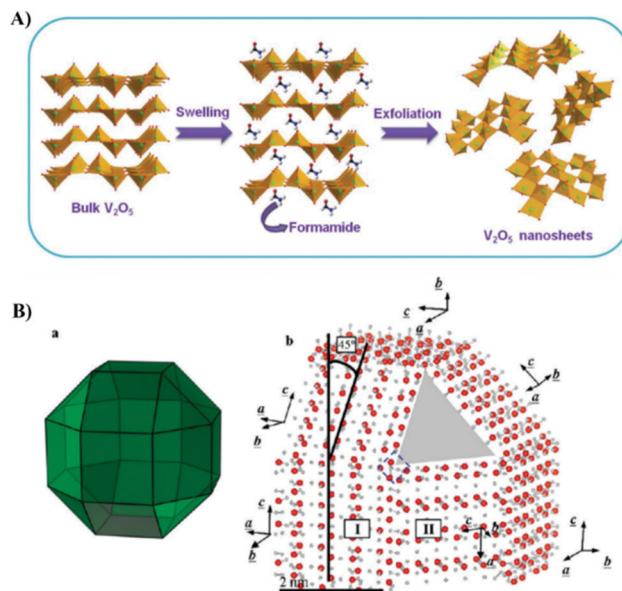 A)
Swelling
Exfoliation
Bulk V₂O₅
Formamide
V₂O₅ nanosheets
B)
a
b
45°
b
c
a
c
a
b
c
b
a
c
a
b
I
II
c
b
a
c
a
b
2 nm